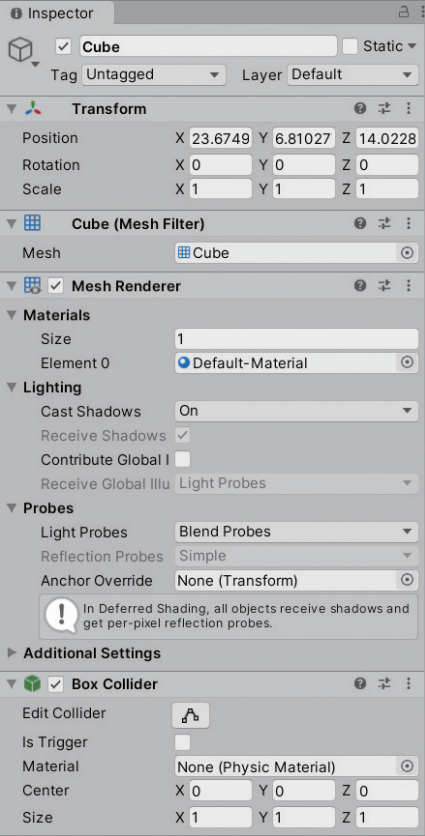 Inspector
Cube Static
Tag Untagged Layer Default
Transform
Position X 23.6749 Y 6.81027 Z 14.0228
Rotation X 0 Y 0 Z 0
Scale X 1 Y 1 Z 1
Cube (Mesh Filter)
Mesh Cube
Mesh Renderer
Materials
Size 1
Element 0 Default-Material
Lighting
Cast Shadows On
Receive Shadows
Contribute Global I
Receive Global Illu Light Probes
Probes
Light Probes Blend Probes
Reflection Probes Simple
Anchor Override None (Transform)
In Deferred Shading, all objects receive shadows and
get per-pixel reflection probes.
Additional Settings
Box Collider
Edit Collider
Is Trigger
Material None (Physic Material)
Center X 0 Y 0 Z 0
Size X 1 Y 1 Z 1